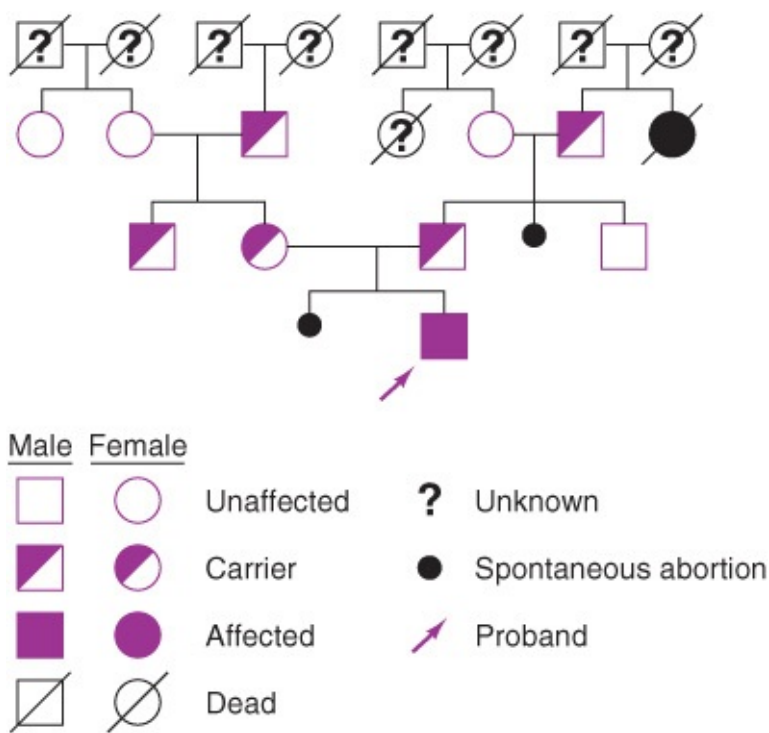 ? ? ? ? ? ? ? ?
?
Male Female
Unaffected ? Unknown
Carrier Spontaneous abortion
Affected Proband
Dead